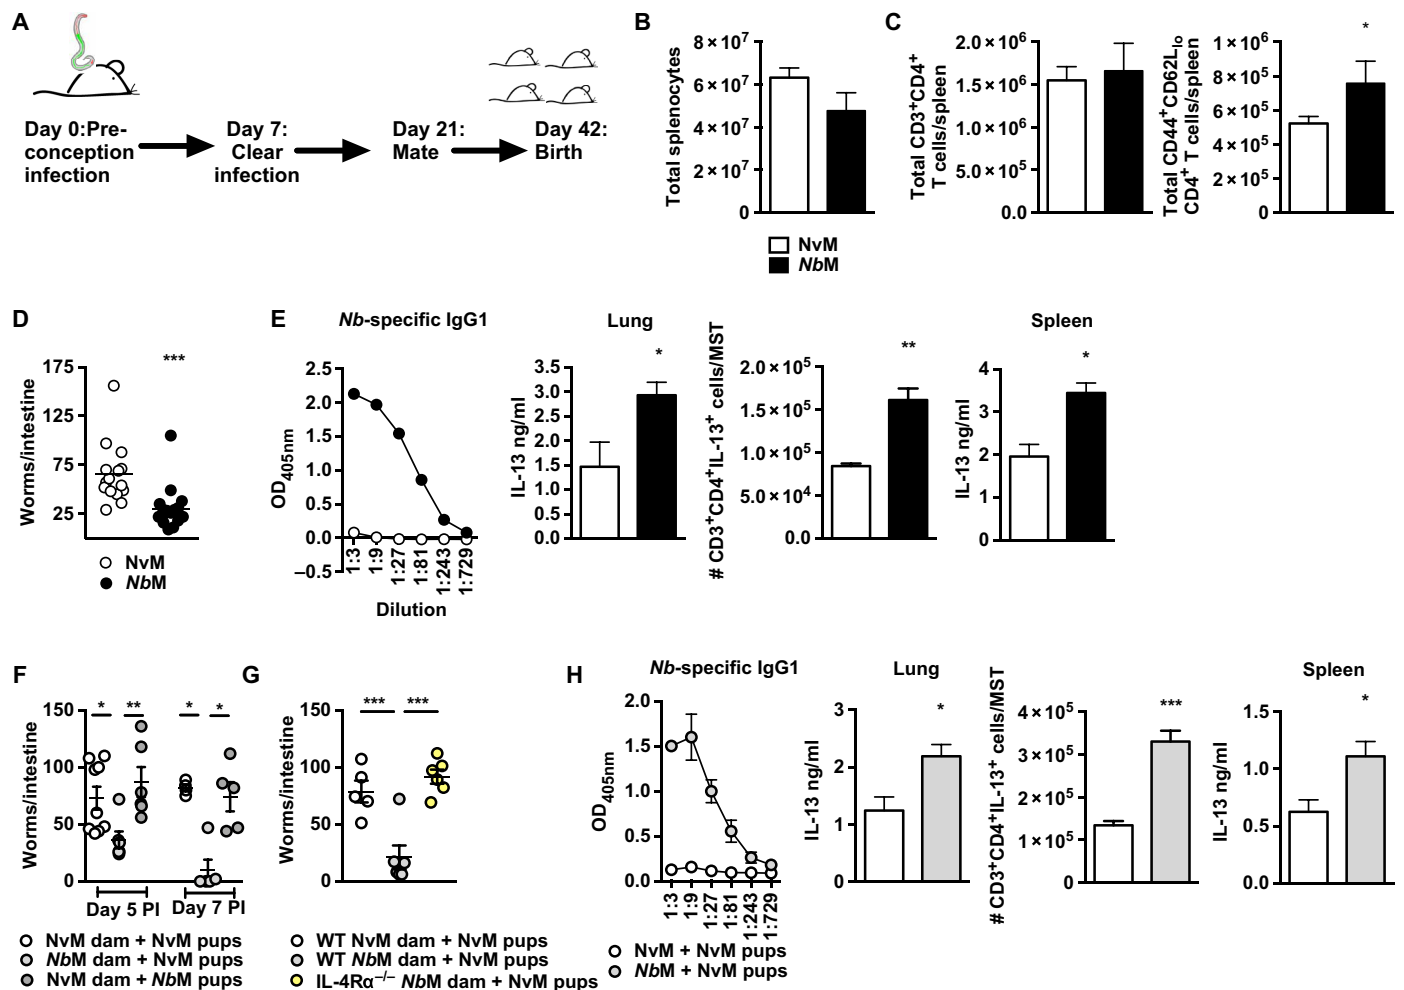 A
Day 0:Pre-
conception
infection
Day 7:
Clear
infection
Day 21:
Mate
Day 42:
Birth
B
Total splenocytes
8 × 10⁷
6 × 10⁷
4 × 10⁷
2 × 10⁷
0
NvM
NbM
C
Total CD3⁺CD4⁺
T cells/spleen
2.0 × 10⁶
1.5 × 10⁶
1.0 × 10⁶
5.0 × 10⁵
0.0
Total CD44⁺CD62L_lo
CD4⁺ T cells/spleen
1 × 10⁶
8 × 10⁵
6 × 10⁵
4 × 10⁵
2 × 10⁵
0
*
D
Worms/intestine
175
125
75
25
***
NvM
NbM
E
Nb-specific IgG1
OD405nm
2.5
2.0
1.5
1.0
0.5
0.0
–0.5
1:3
1:9
1:27
1:81
1:243
1:729
Dilution
Lung
IL-13 ng/ml
3.5
3.0
2.5
2.0
1.5
1.0
0.5
0.0
*
# CD3⁺CD4⁺IL-13⁺ cells/MST
2.0 × 10⁵
1.5 × 10⁵
1.0 × 10⁵
5.0 × 10⁴
0.0
**
Spleen
IL-13 ng/ml
4
3
2
1
0
*
F
Worms/intestine
150
100
50
0
* ** * *
Day 5 PI
Day 7 PI
NvM dam + NvM pups
NbM dam + NvM pups
NvM dam + NbM pups
G
Worms/intestine
150
100
50
0
*** ***
WT NvM dam + NvM pups
WT NbM dam + NvM pups
IL-4Rα⁻/⁻ NbM dam + NvM pups
H
Nb-specific IgG1
OD405nm
2.0
1.5
1.0
0.5
0.0
1:3
1:9
1:27
1:81
1:243
1:729
NvM + NvM pups
NbM + NvM pups
Lung
IL-13 ng/ml
3
2
1
0
*
# CD3⁺CD4⁺IL-13⁺ cells/MST
4 × 10⁵
3 × 10⁵
2 × 10⁵
1 × 10⁵
0
***
Spleen
IL-13 ng/ml
1.5
1.0
0.5
0.0
*